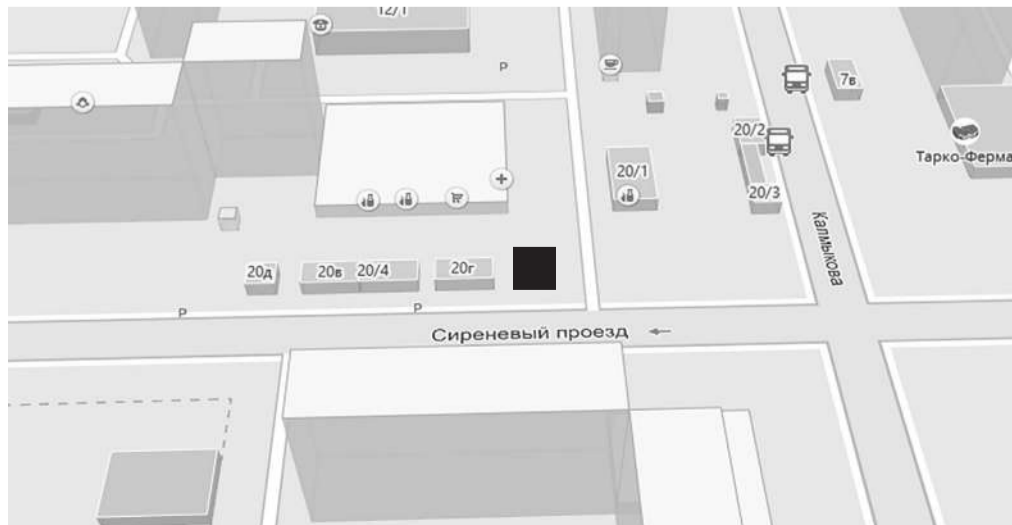 12/1
P
7в
20/2
Тарко-Ферма
20/1
20/3
Калмыкова
20д
20в
20/4
20г
P
P
Сиреневый проезд